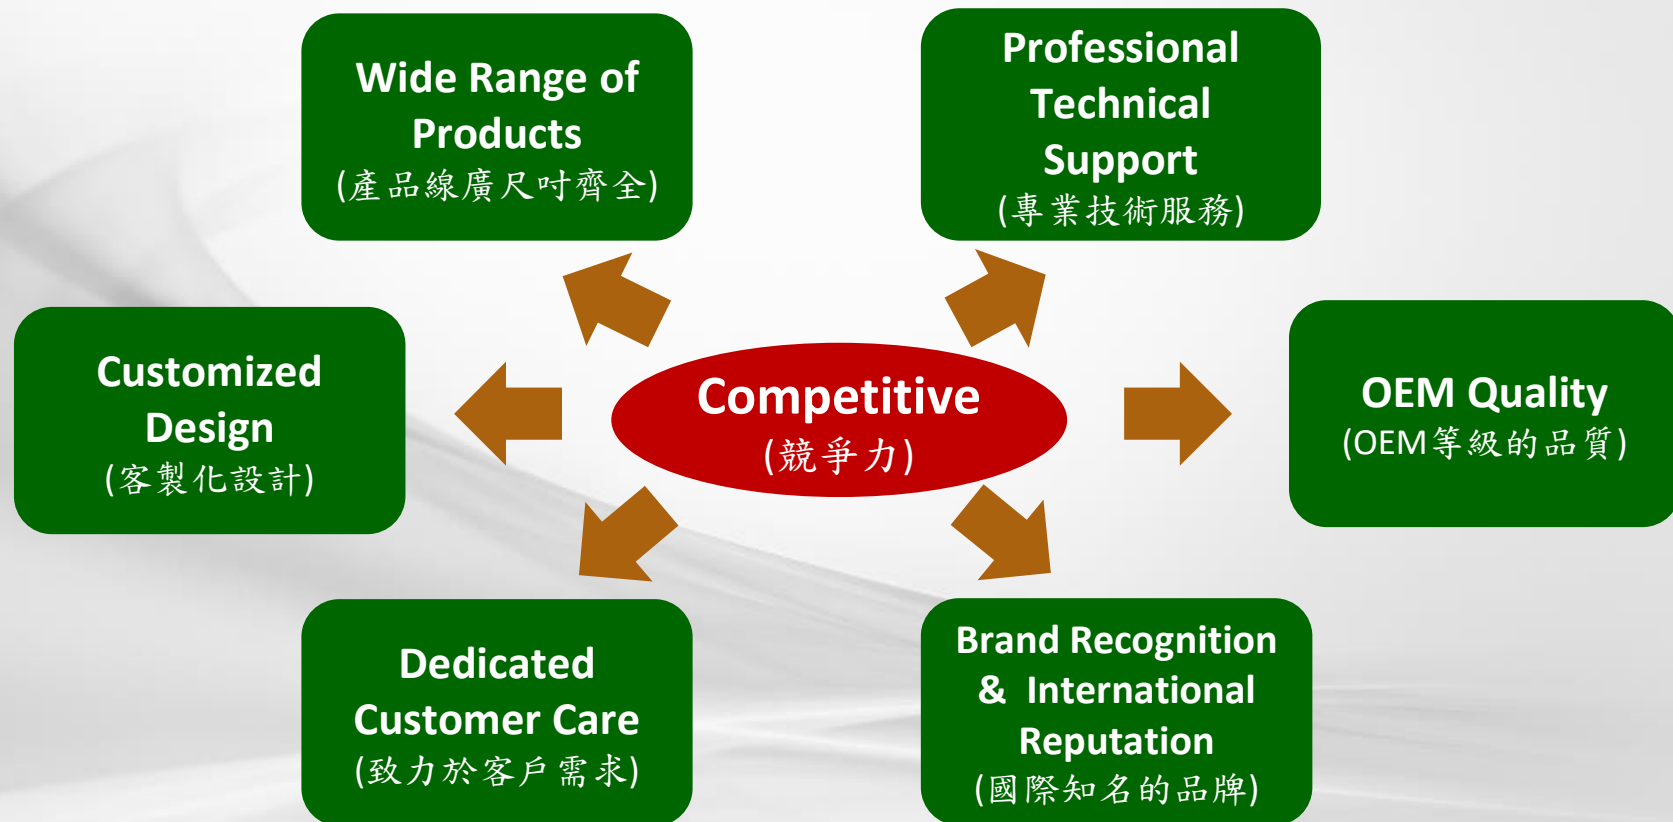 Wide Range of
Products
(產品線廣尺吋齊全)
Professional
Technical
Support
(專業技術服務)
Customized
Design
(客製化設計)
Competitive
(競爭力)
OEM Quality
(OEM等級的品質)
Dedicated
Customer Care
(致力於客戶需求)
Brand Recognition
& International
Reputation
(國際知名的品牌)